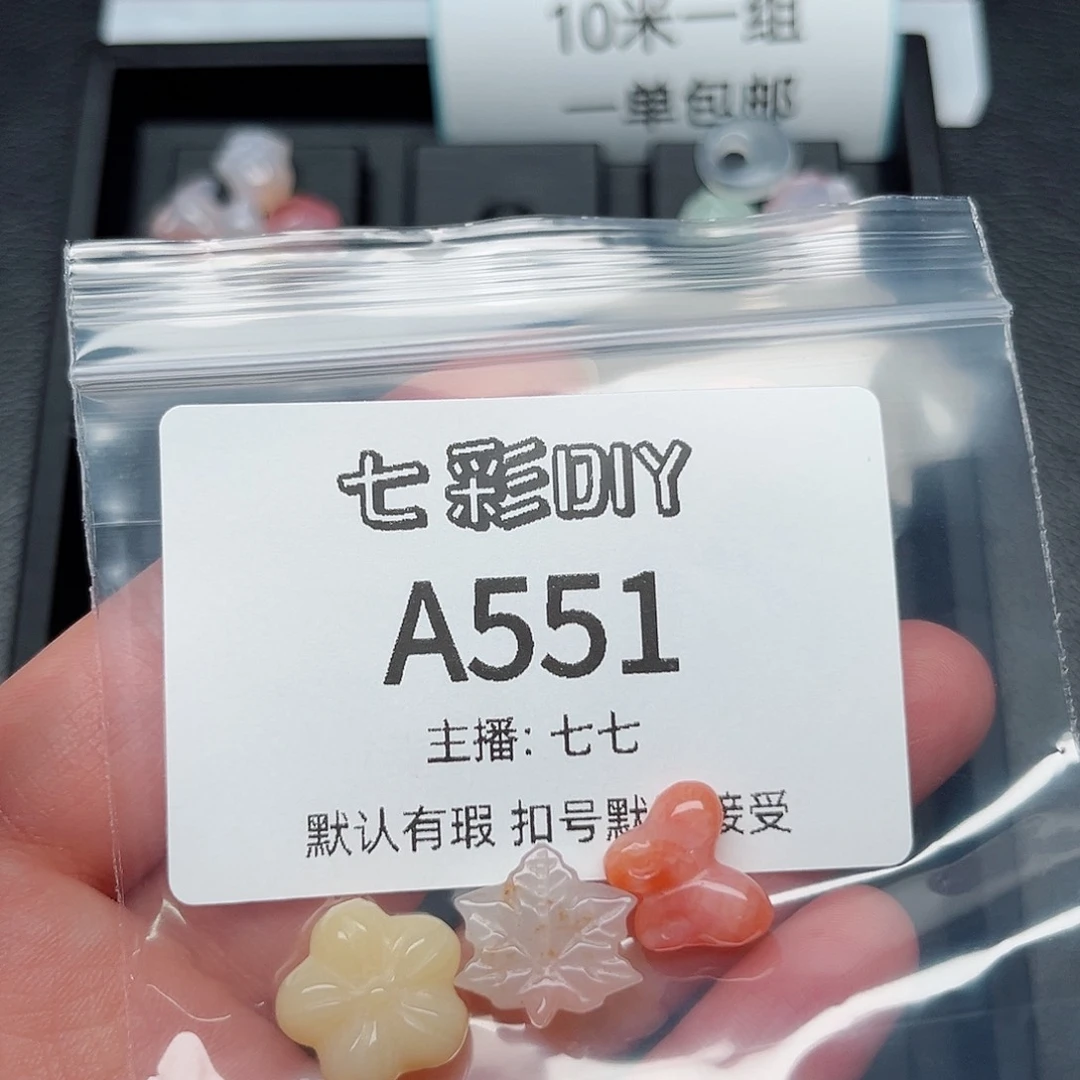 10米一组
一单包邮
七彩DIY
A551
主播: 七七
默认有瑕 扣号默 接受